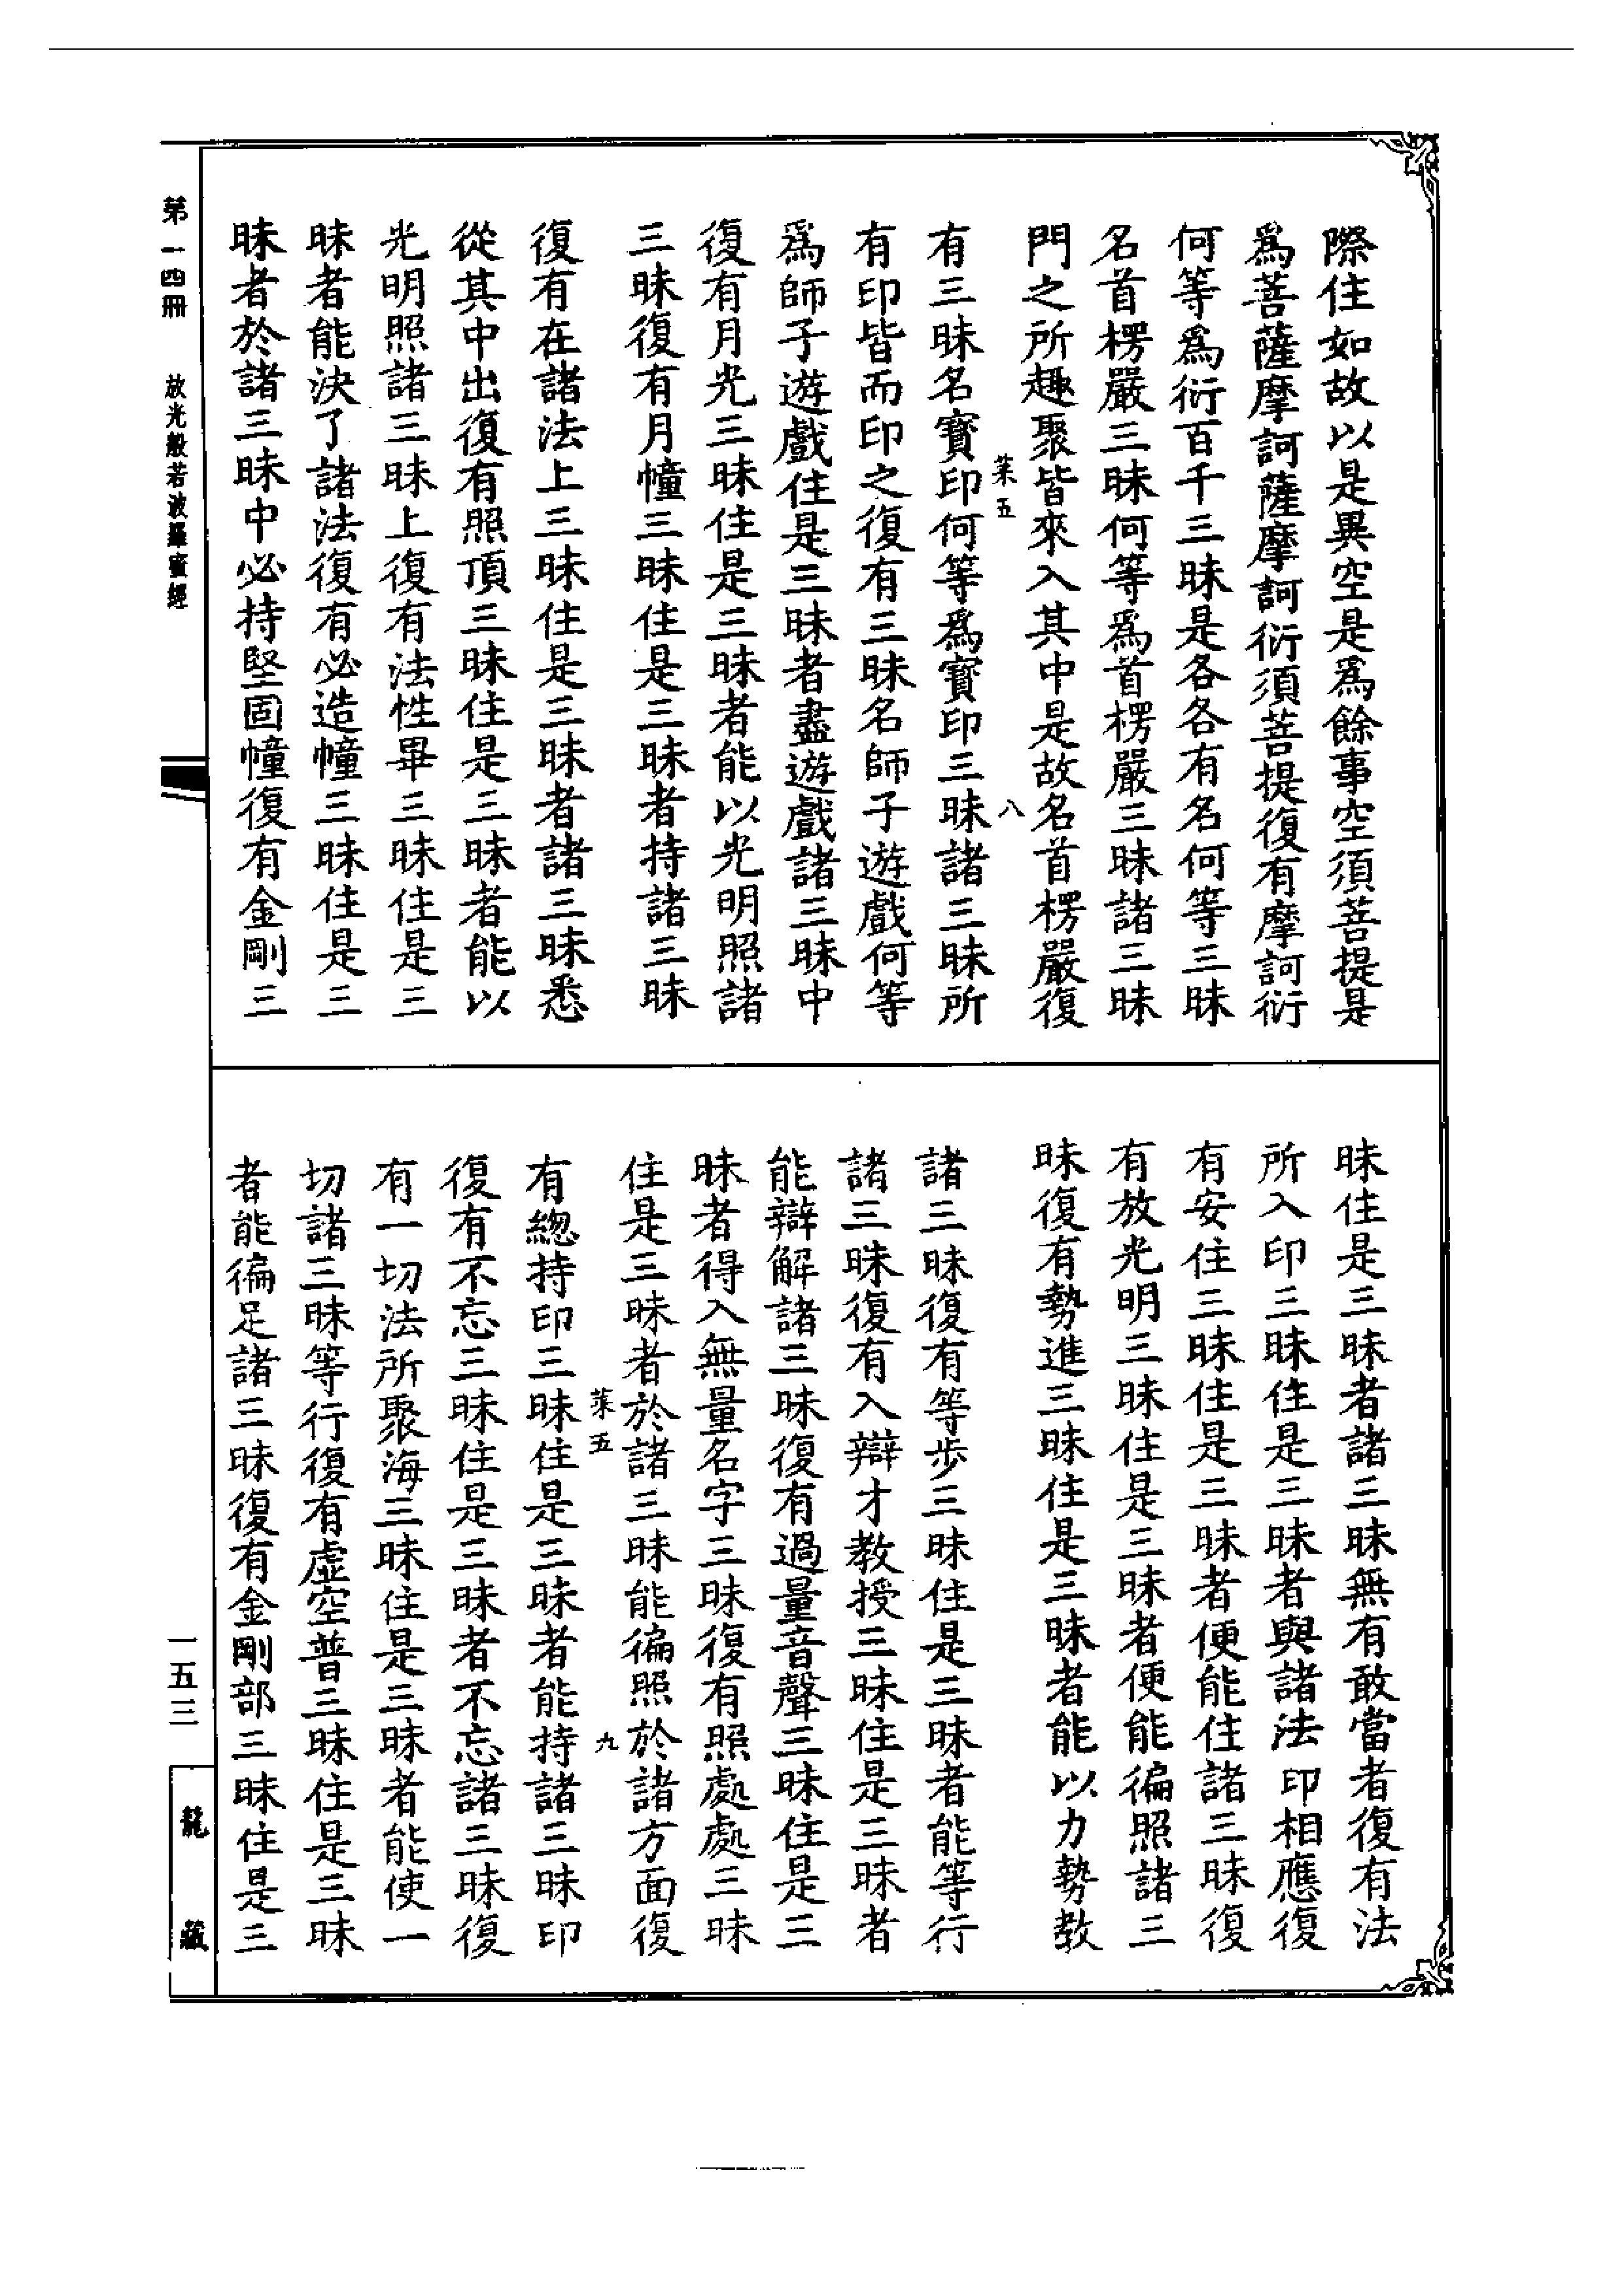 際住如故以是異空是爲餘事空須菩提是
爲菩薩摩訶薩摩訶衍須菩提復有摩訶衍
何等爲衍百千三昧是各各有名何等三昧
名首楞嚴三昧何等爲首楞嚴三昧諸三昧
門之所趣聚皆來入其中是故名首楞嚴復
菜五 八
有三昧名寶印何等爲寶印三昧諸三昧所
有印皆而印之復有三昧名師子遊戲何等
爲師子遊戲住是三昧者盡遊戲諸三昧中
復有月光三昧住是三昧者能以光明照諸
三昧復有月幢三昧住是三昧者持諸三昧
復有在諸法上三昧住是三昧者諸三昧悉
從其中出復有照頂三昧住是三昧者能以
光明照諸三昧上復有法性畢三昧住是三
昧者能決了諸法復有必造幢三昧住是三
昧者於諸三昧中必持堅固幢復有金剛三
昧住是三昧者諸三昧無有敢當者復有法
所入印三昧住是三昧者與諸法印相應復
有安住三昧住是三昧者便能住諸三昧復
有放光明三昧住是三昧者便能徧照諸三
昧復有勢進三昧住是三昧者能以力勢教
諸三昧復有等步三昧住是三昧者能等行
諸三昧復有入辯才教授三昧住是三昧者
能辯解諸三昧復有過量音聲三昧住是三
昧者得入無量名字三昧復有照處處三昧
住是三昧者於諸三昧能徧照於諸方面復
菜五 九
有總持印三昧住是三昧者能持諸三昧印
復有不忘三昧住是三昧者不忘諸三昧復
有一切法所聚海三昧住是三昧者能使一
切諸三昧等行復有虛空普三昧住是三昧
者能徧足諸三昧復有金剛部三昧住是三
第一四冊 放光般若波羅蜜經
一五三
龍藏